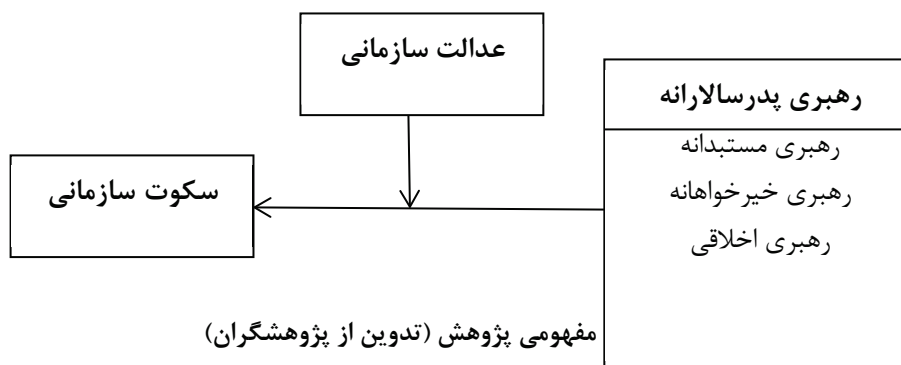 عدالت سازمانی
رهبری پدرسالارانه
رهبری مستبدانه
رهبری خیرخواهانه
رهبری اخلاقی
سکوت سازمانی
مفهومی پژوهش (تدوین از پژوهشگران)